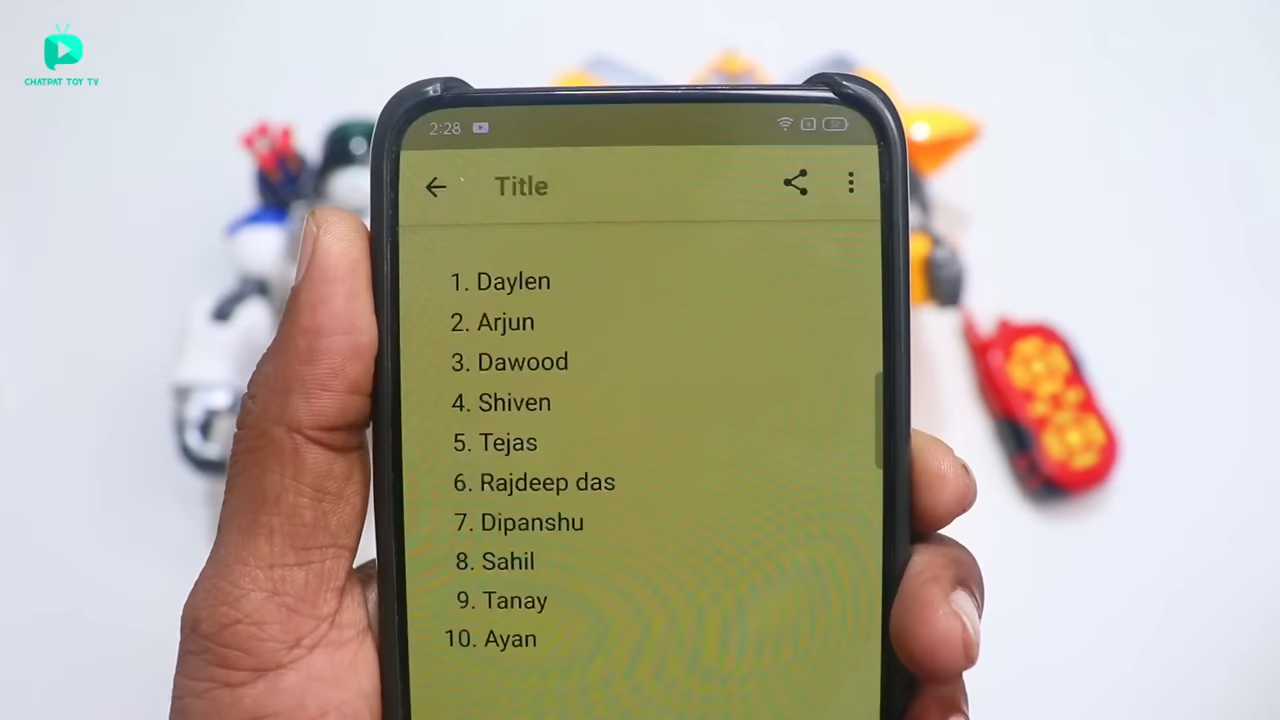 CHATPAT TOY TV
2:28
Title
1. Daylen
2. Arjun
3. Dawood
4. Shiven
5. Tejas
6. Rajdeep das
7. Dipanshu
8. Sahil
9. Tanay
10. Ayan